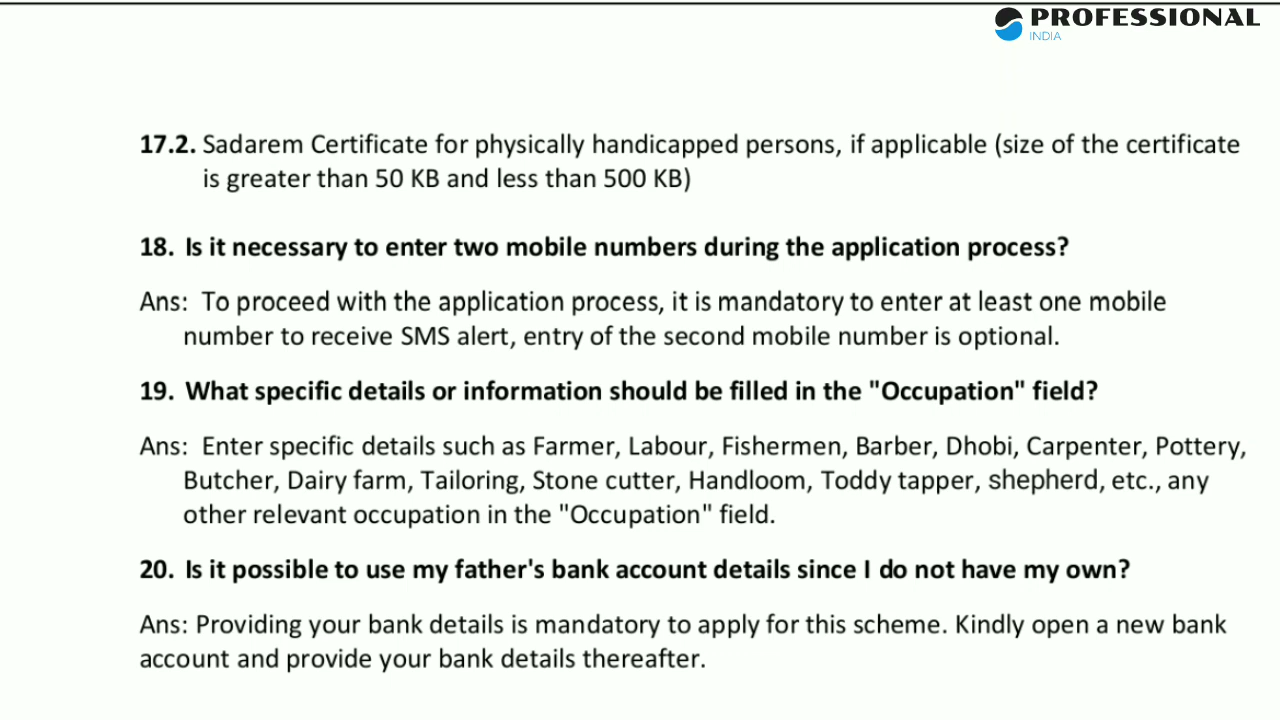 PROFESSIONAL
INDIA
17.2. Sadarem Certificate for physically handicapped persons, if applicable (size of the certificate
is greater than 50 KB and less than 500 KB)
18. Is it necessary to enter two mobile numbers during the application process?
Ans: To proceed with the application process, it is mandatory to enter at least one mobile
number to receive SMS alert, entry of the second mobile number is optional.
19. What specific details or information should be filled in the "Occupation" field?
Ans: Enter specific details such as Farmer, Labour, Fishermen, Barber, Dhobi, Carpenter, Pottery,
Butcher, Dairy farm, Tailoring, Stone cutter, Handloom, Toddy tapper, shepherd, etc., any
other relevant occupation in the "Occupation" field.
20. Is it possible to use my father's bank account details since I do not have my own?
Ans: Providing your bank details is mandatory to apply for this scheme. Kindly open a new bank
account and provide your bank details thereafter.